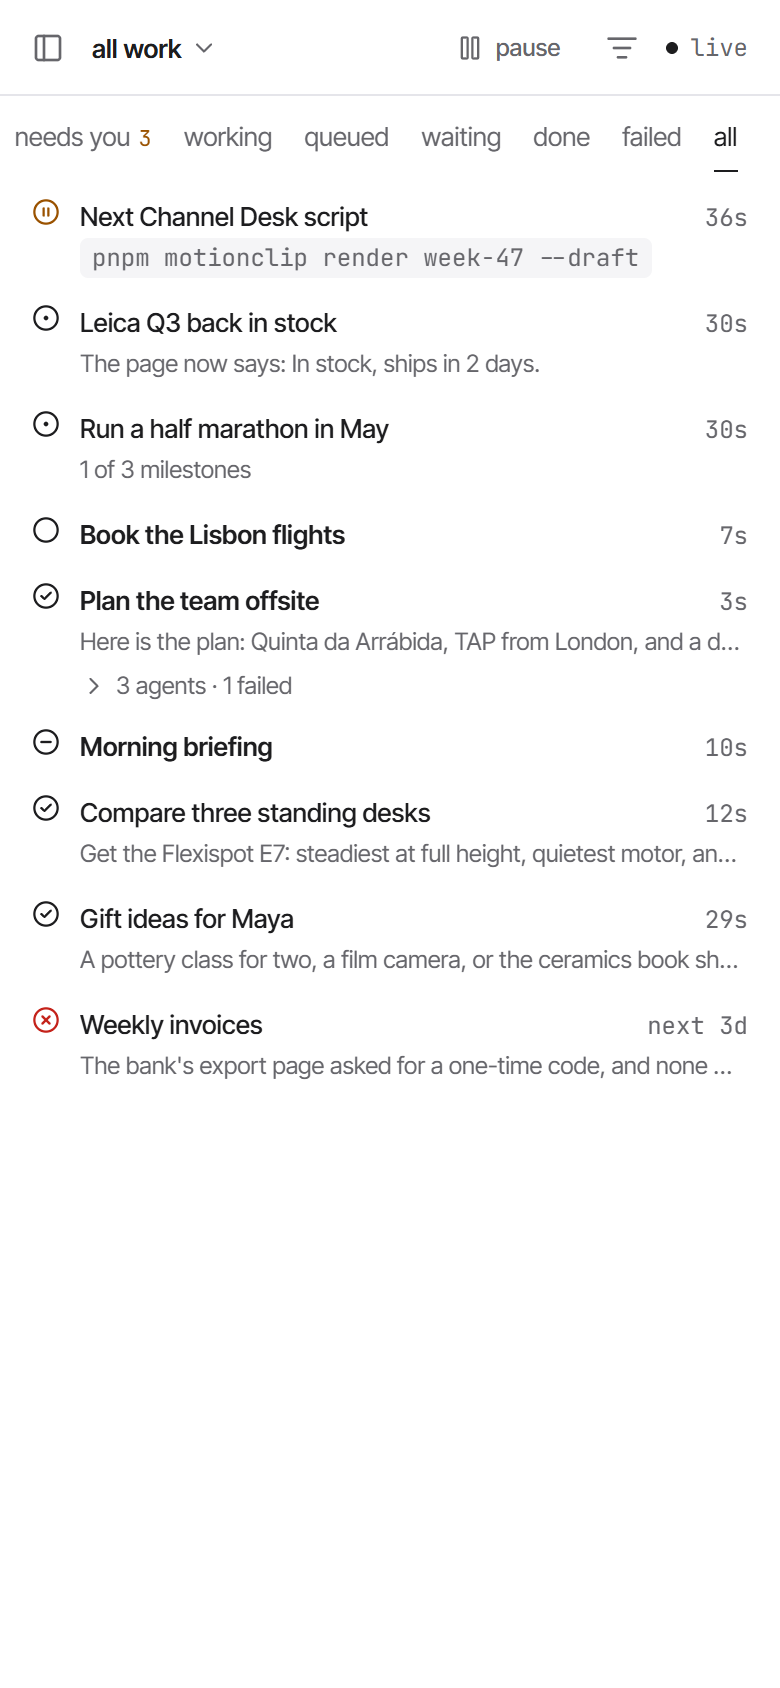 all work pause live
needs you 3 working queued waiting done failed all
Next Channel Desk script 36s
pnpm motionclip render week-47 --draft
Leica Q3 back in stock 30s
The page now says: In stock, ships in 2 days.
Run a half marathon in May 30s
1 of 3 milestones
Book the Lisbon flights 7s
Plan the team offsite 3s
Here is the plan: Quinta da Arrábida, TAP from London, and a d...
3 agents · 1 failed
Morning briefing 10s
Compare three standing desks 12s
Get the Flexispot E7: steadiest at full height, quietest motor, an...
Gift ideas for Maya 29s
A pottery class for two, a film camera, or the ceramics book sh...
Weekly invoices next 3d
The bank's export page asked for a one-time code, and none ...